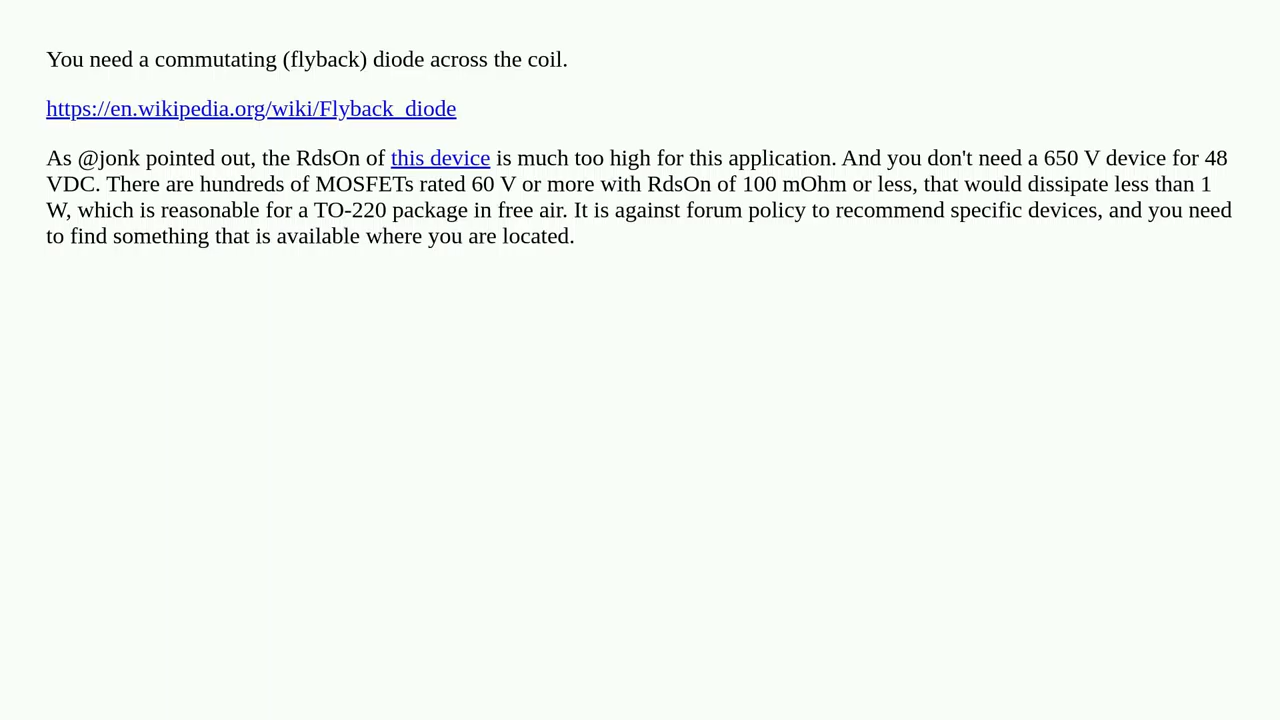 You need a commutating (flyback) diode across the coil.
https://en.wikipedia.org/wiki/Flyback_diode
As @jonk pointed out, the RdsOn of this device is much too high for this application. And you don't need a 650 V device for 48
VDC. There are hundreds of MOSFETs rated 60 V or more with RdsOn of 100 mOhm or less, that would dissipate less than 1
W, which is reasonable for a TO-220 package in free air. It is against forum policy to recommend specific devices, and you need
to find something that is available where you are located.